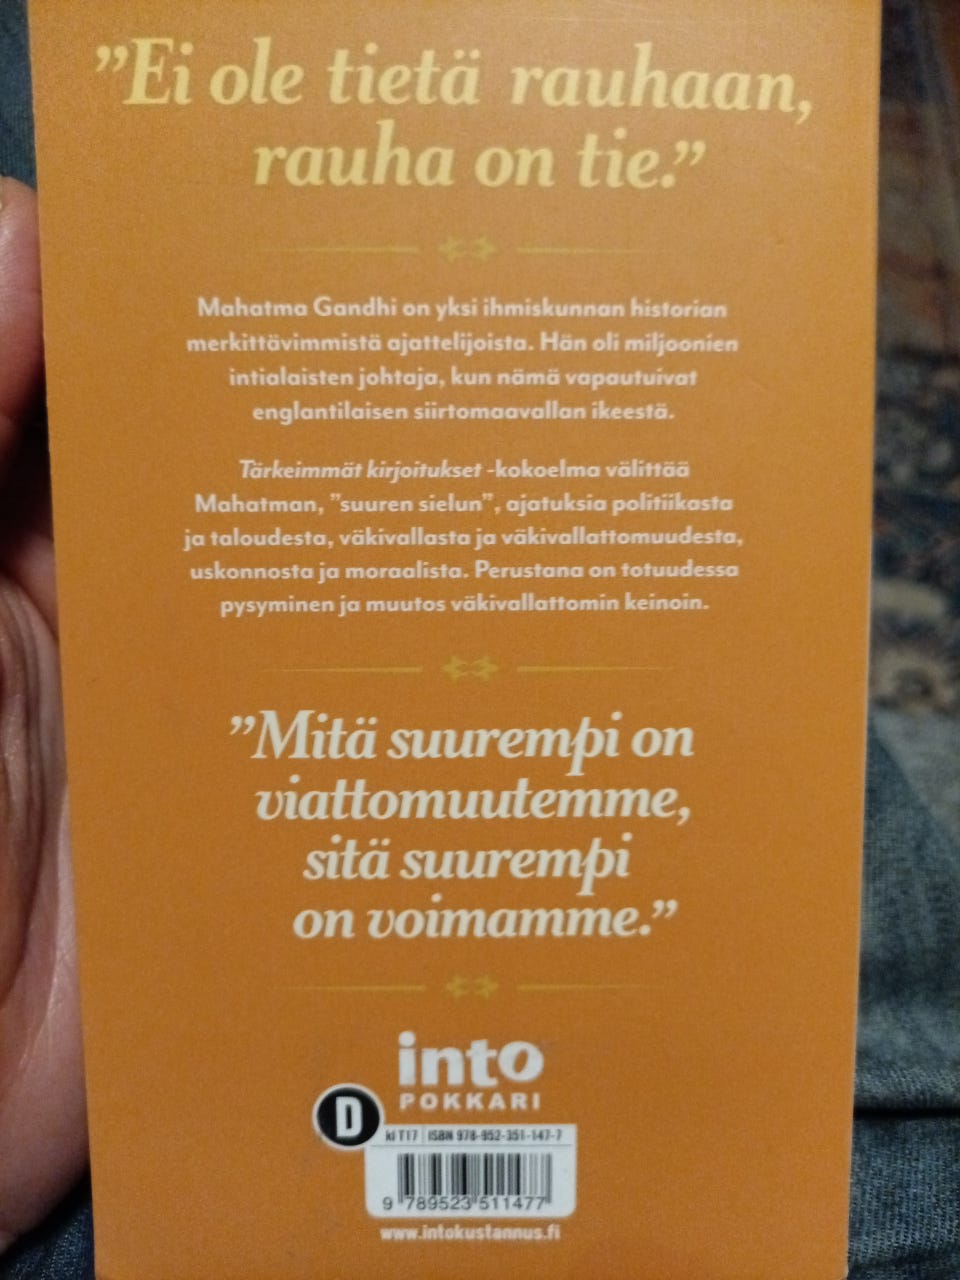 ”Ei ole tietä rauhaan,
rauha on tie.”
Mahatma Gandhi on yksi ihmiskunnan historian
merkittävimmistä ajattelijoista. Hän oli miljoonien
intialaisten johtaja, kun nämä vapautuivat
englantilaisen siirtomaavallan ikeestä.
Tärkeimmät kirjoitukset -kokoelma välittää
Mahatman, ”suuren sielun”, ajatuksia politiikasta
ja taloudesta, väkivallasta ja väkivallattomuudesta,
uskonnosta ja moraalista. Perustana on totuudessa
pysyminen ja muutos väkivallattomin keinoin.
”Mitä suurempi on
viattomuutemme,
sitä suurempi
on voimamme.”
into
POKKARI
D
kl T17 ISBN 978-952-351-147-7
9 789523 511477
www.intokustannus.fi